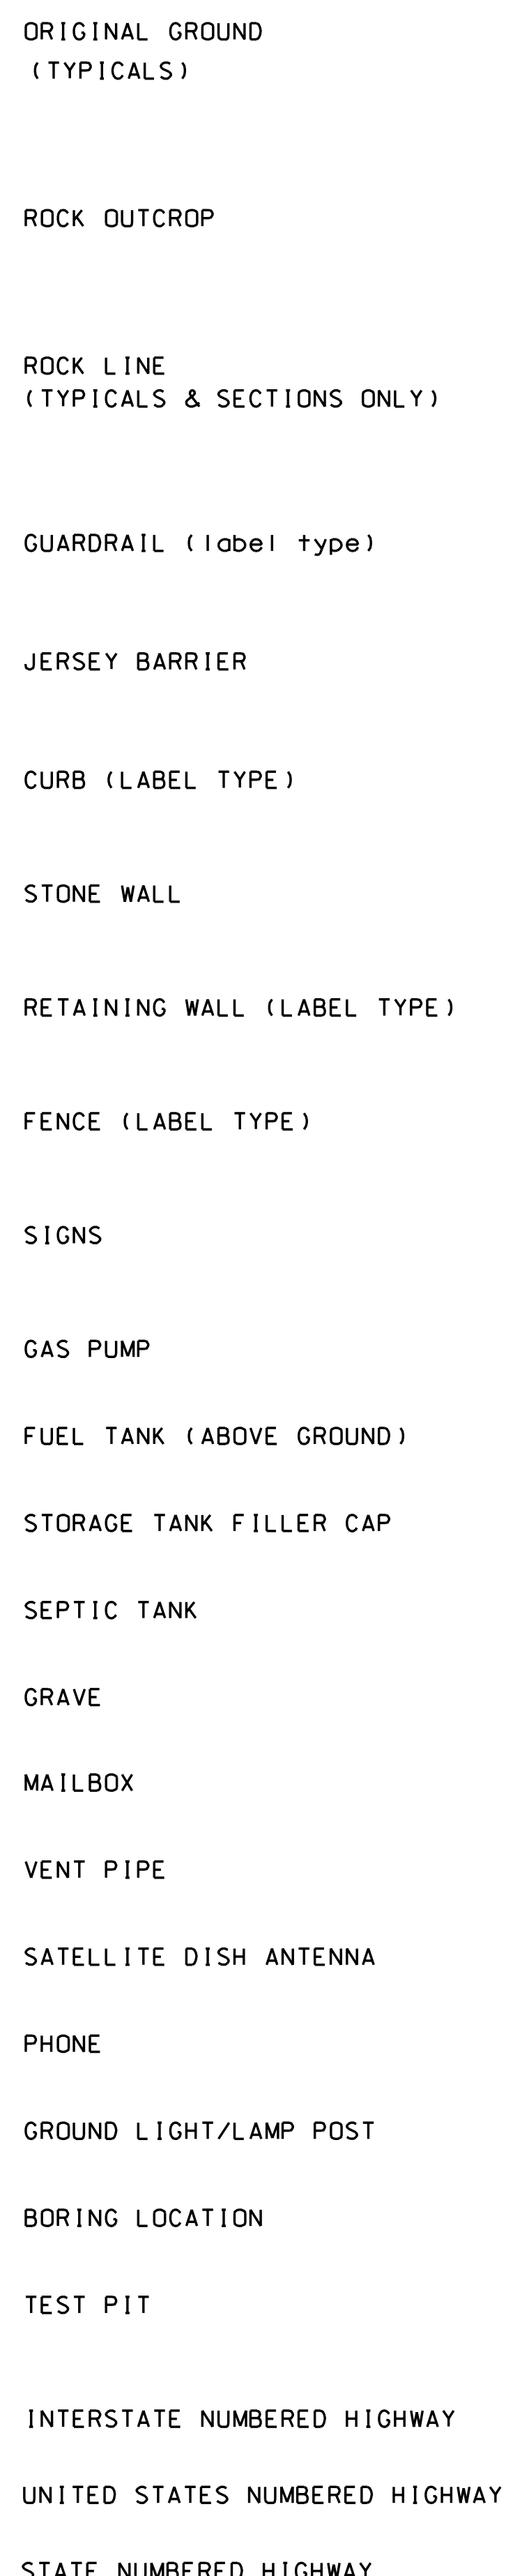 ORIGINAL GROUND
(TYPICALS)
ROCK OUTCROP
ROCK LINE
(TYPICALS & SECTIONS ONLY)
GUARDRAIL (label type)
JERSEY BARRIER
CURB (LABEL TYPE)
STONE WALL
RETAINING WALL (LABEL TYPE)
FENCE (LABEL TYPE)
SIGNS
GAS PUMP
FUEL TANK (ABOVE GROUND)
STORAGE TANK FILLER CAP
SEPTIC TANK
GRAVE
MAILBOX
VENT PIPE
SATELLITE DISH ANTENNA
PHONE
GROUND LIGHT/LAMP POST
BORING LOCATION
TEST PIT
INTERSTATE NUMBERED HIGHWAY
UNITED STATES NUMBERED HIGHWAY
STATE NUMBERED HIGHWAY